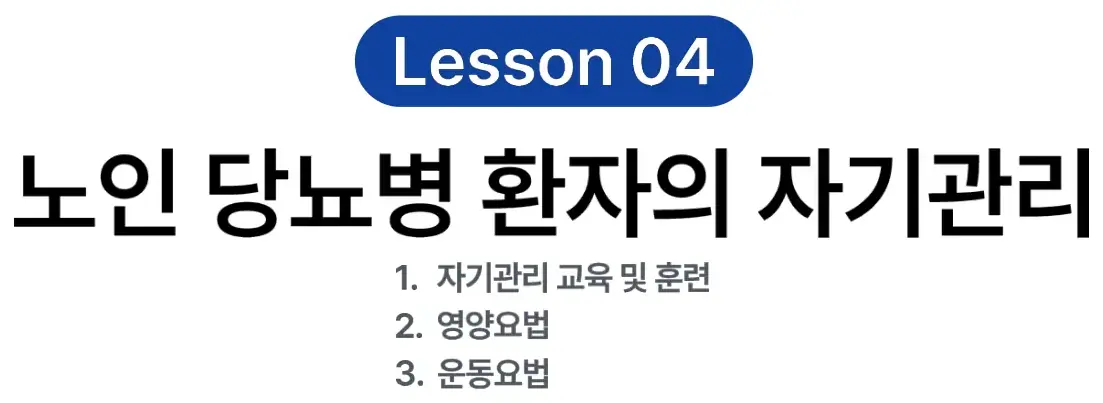 Lesson 04
노인 당뇨병 환자의 자기관리
1. 자기관리 교육 및 훈련
2. 영양요법
3. 운동요법